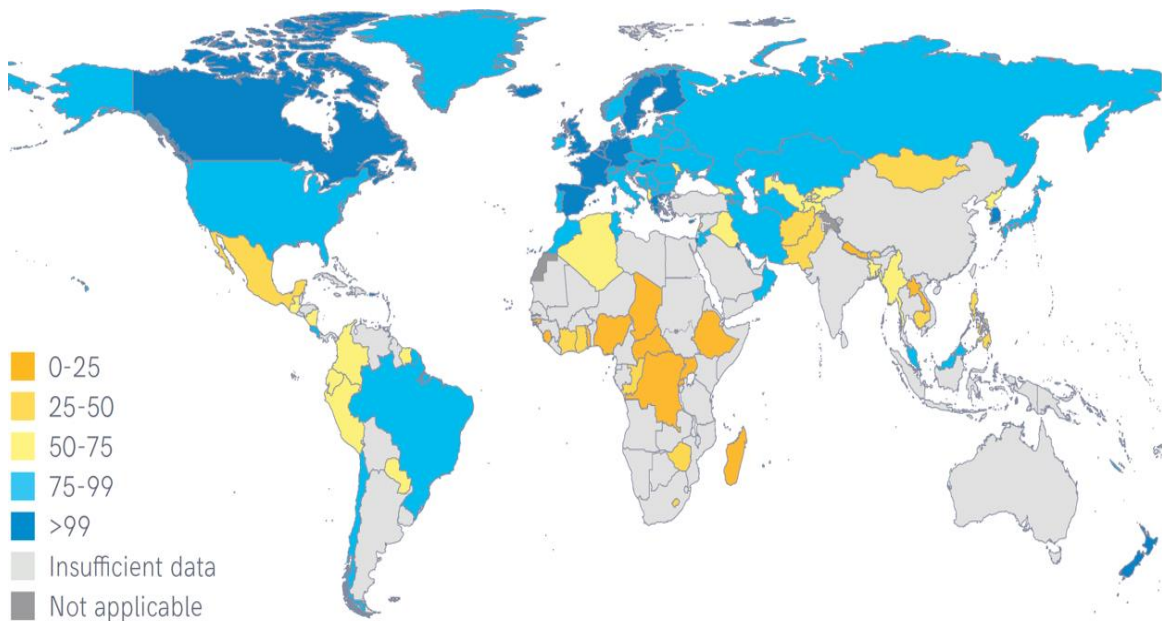 0-25
25-50
50-75
75-99
>99
Insufficient data
Not applicable